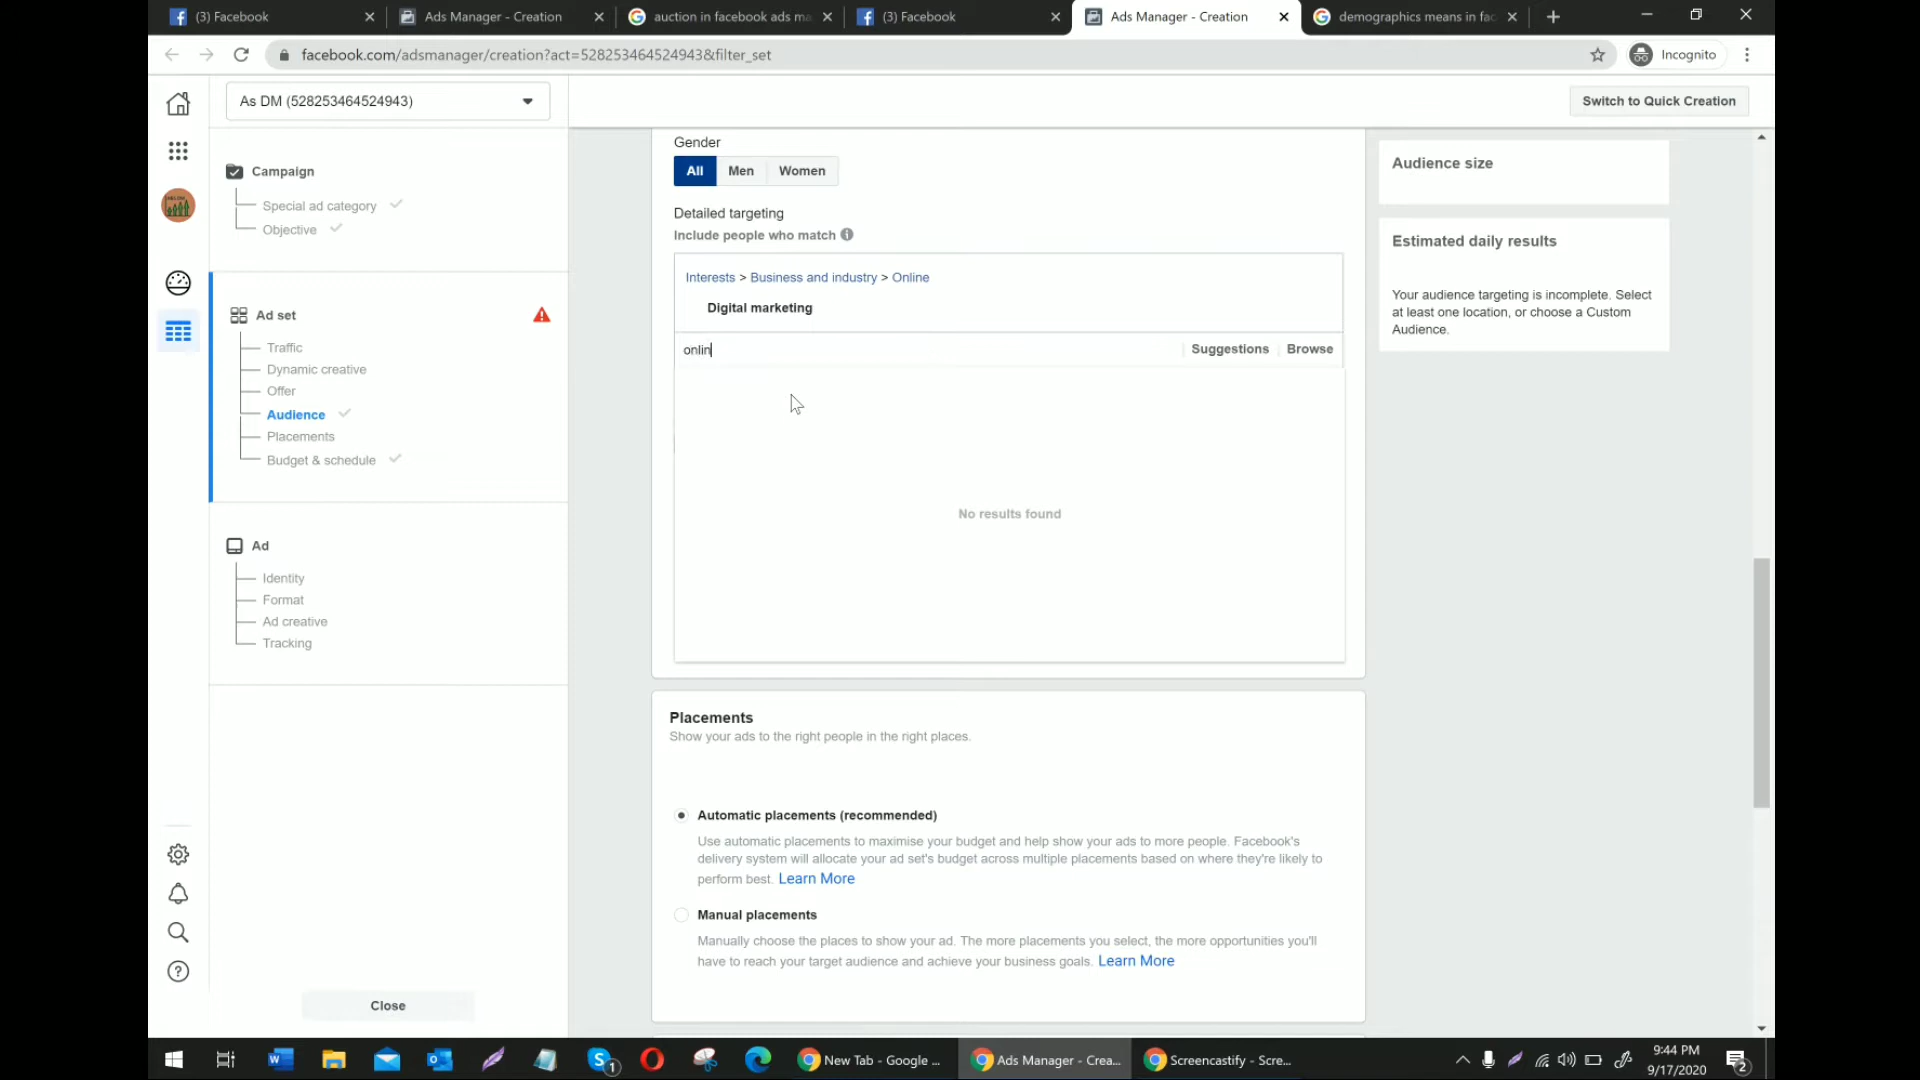 (3) Facebook
Ads Manager - Creation
auction in facebook ads ma
(3) Facebook
Ads Manager - Creation
demographics means in fac
facebook.com/adsmanager/creation?act=528253464524943&filter_set
Incognito
As DM (528253464524943)
Switch to Quick Creation
Campaign
Special ad category
Objective
Ad set
Traffic
Dynamic creative
Offer
Audience
Placements
Budget & schedule
Ad
Identity
Format
Ad creative
Tracking
Close
Gender
All Men Women
Detailed targeting
Include people who match
Interests > Business and industry > Online
Digital marketing
onlin
Suggestions Browse
No results found
Placements
Show your ads to the right people in the right places.
Automatic placements (recommended)
Use automatic placements to maximise your budget and help show your ads to more people. Facebook's
delivery system will allocate your ad set's budget across multiple placements based on where they're likely to
perform best. Learn More
Manual placements
Manually choose the places to show your ad. The more placements you select, the more opportunities you'll
have to reach your target audience and achieve your business goals. Learn More
Audience size
Estimated daily results
Your audience targeting is incomplete. Select
at least one location, or choose a Custom
Audience.
New Tab - Google ...
Ads Manager - Crea...
Screencastify - Scre...
9:44 PM
9/17/2020